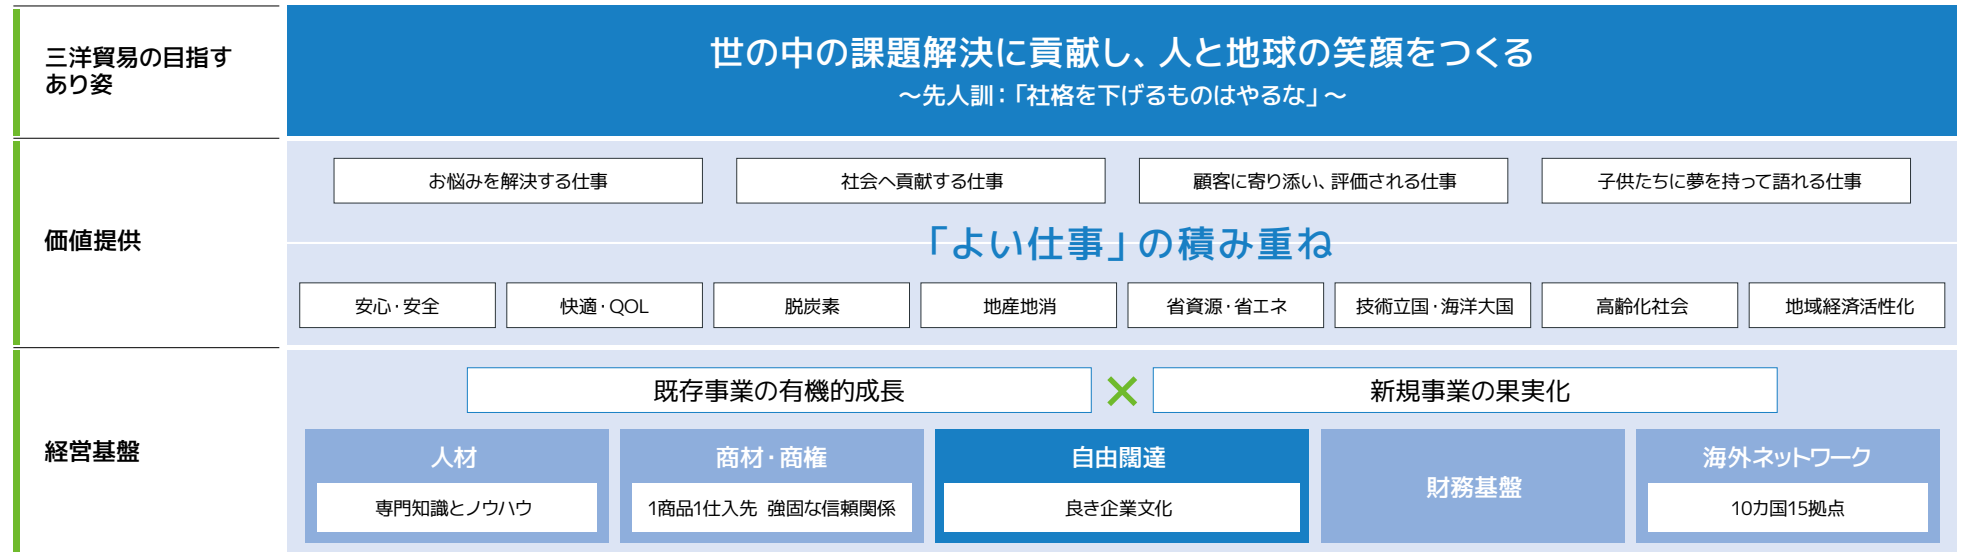 三洋貿易の目指す
あり姿
世の中の課題解決に貢献し、人と地球の笑顔をつくる
～先人訓：「社格を下げるものはやるな」～
価値提供
お悩みを解決する仕事
社会へ貢献する仕事
顧客に寄り添い、評価される仕事
子供たちに夢を持って語れる仕事
「よい仕事」の積み重ね
安心・安全
快適・QOL
脱炭素
地産地消
省資源・省エネ
技術立国・海洋大国
高齢化社会
地域経済活性化
経営基盤
既存事業の有機的成長
×
新規事業の果実化
人材
専門知識とノウハウ
商材・商権
1商品1仕入先 強固な信頼関係
自由闊達
良き企業文化
財務基盤
海外ネットワーク
10カ国15拠点